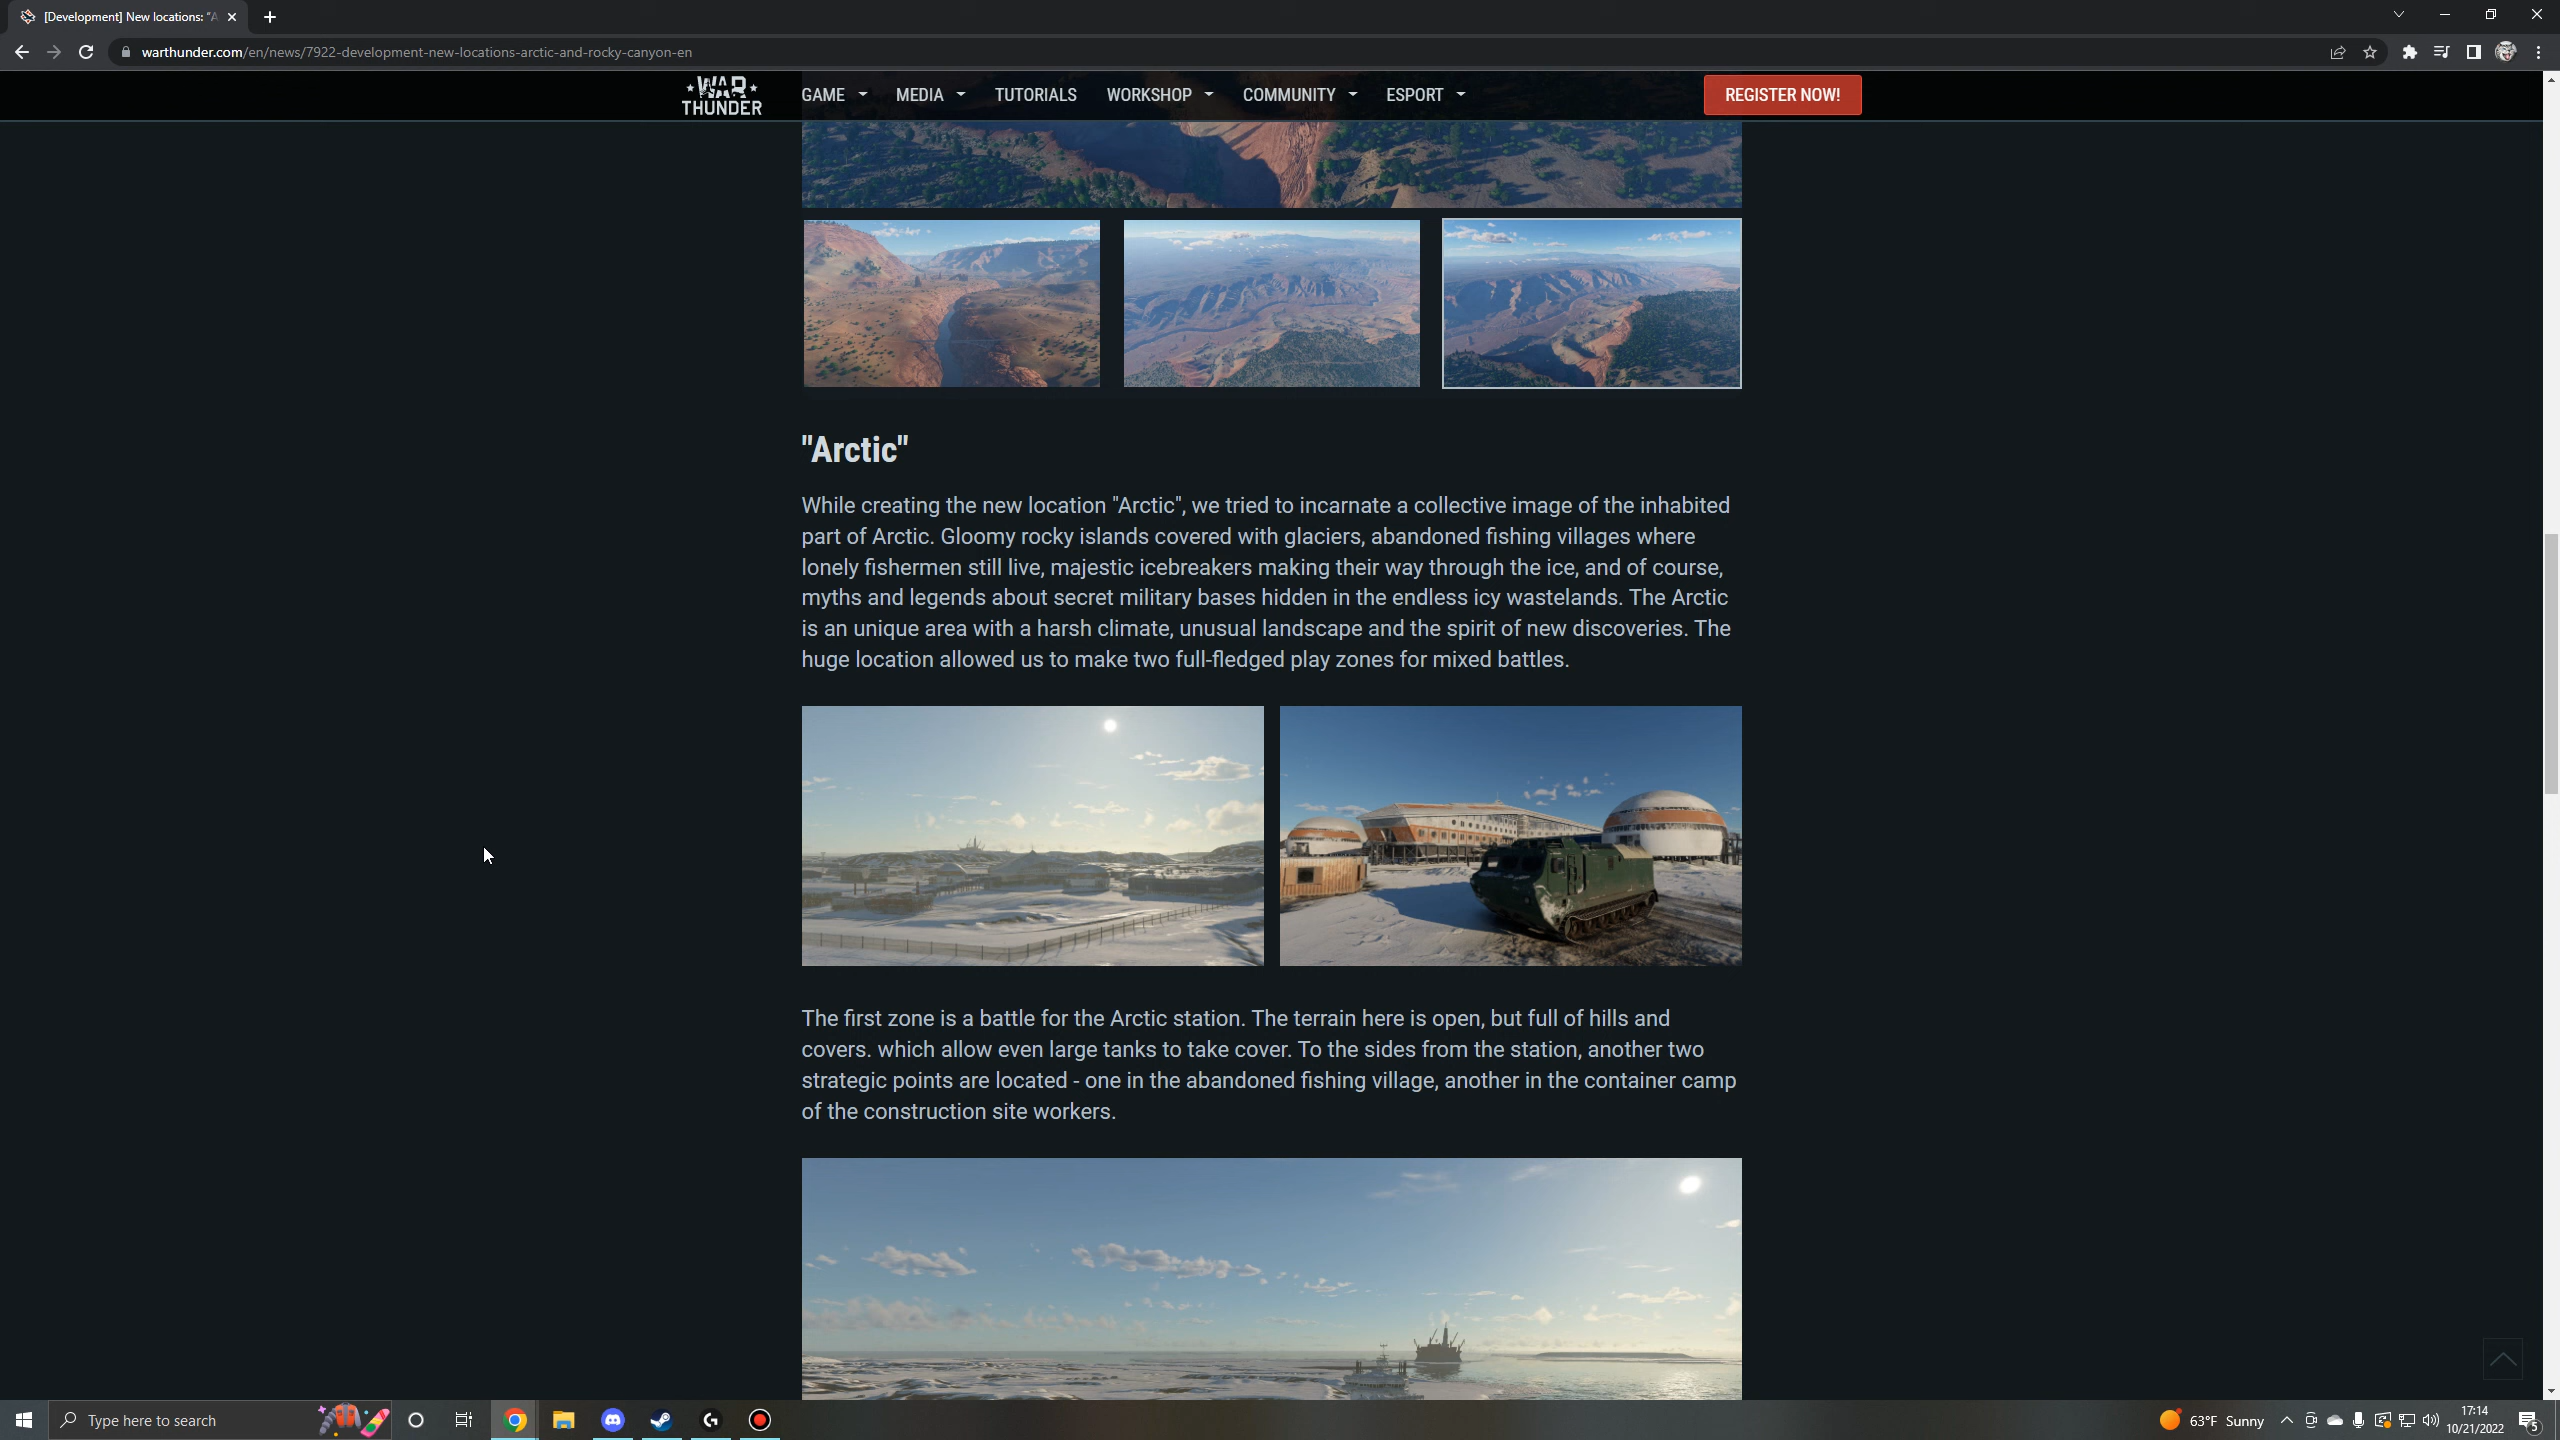 [Development] New locations: "A
warthunder.com/en/news/7922-development-new-locations-arctic-and-rocky-canyon-en
WAR
THUNDER
GAME MEDIA TUTORIALS WORKSHOP COMMUNITY ESPORT REGISTER NOW!
"Arctic"
While creating the new location "Arctic", we tried to incarnate a collective image of the inhabited
part of Arctic. Gloomy rocky islands covered with glaciers, abandoned fishing villages where
lonely fishermen still live, majestic icebreakers making their way through the ice, and of course,
myths and legends about secret military bases hidden in the endless icy wastelands. The Arctic
is an unique area with a harsh climate, unusual landscape and the spirit of new discoveries. The
huge location allowed us to make two full-fledged play zones for mixed battles.
The first zone is a battle for the Arctic station. The terrain here is open, but full of hills and
covers. which allow even large tanks to take cover. To the sides from the station, another two
strategic points are located - one in the abandoned fishing village, another in the container camp
of the construction site workers.
Type here to search
63°F Sunny
17:14
10/21/2022
5